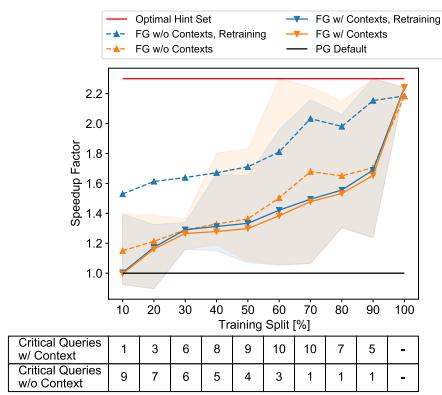 Optimal Hint Set
FG w/o Contexts, Retraining
FG w/o Contexts
FG w/ Contexts, Retraining
FG w/ Contexts
PG Default
2.2
2.0
1.8
1.6
1.4
1.2
1.0
Speedup Factor
10 20 30 40 50 60 70 80 90 100
Training Split [%]
Critical Queries w/ Context 1 3 6 8 9 10 10 7 5 -
Critical Queries w/o Context 9 7 6 5 4 3 1 1 1 -